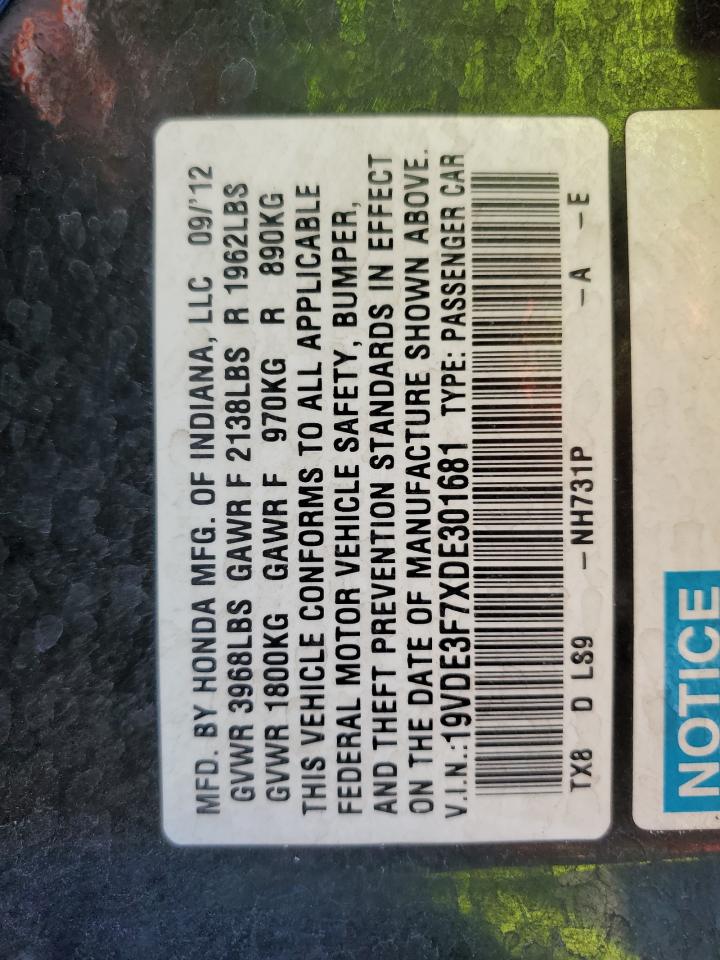 MFD. BY HONDA MFG. OF INDIANA, LLC 09/'12
GVWR 3968LBS GAWR F 2138LBS R 1962LBS
GVWR 1800KG GAWR F 970KG R 890KG
THIS VEHICLE CONFORMS TO ALL APPLICABLE
FEDERAL MOTOR VEHICLE SAFETY, BUMPER,
AND THEFT PREVENTION STANDARDS IN EFFECT
ON THE DATE OF MANUFACTURE SHOWN ABOVE.
V.I.N.:19VDE3F7XDE301681 TYPE: PASSENGER CAR
TX8 D LS9 -NH731P -A -E
NOTICE